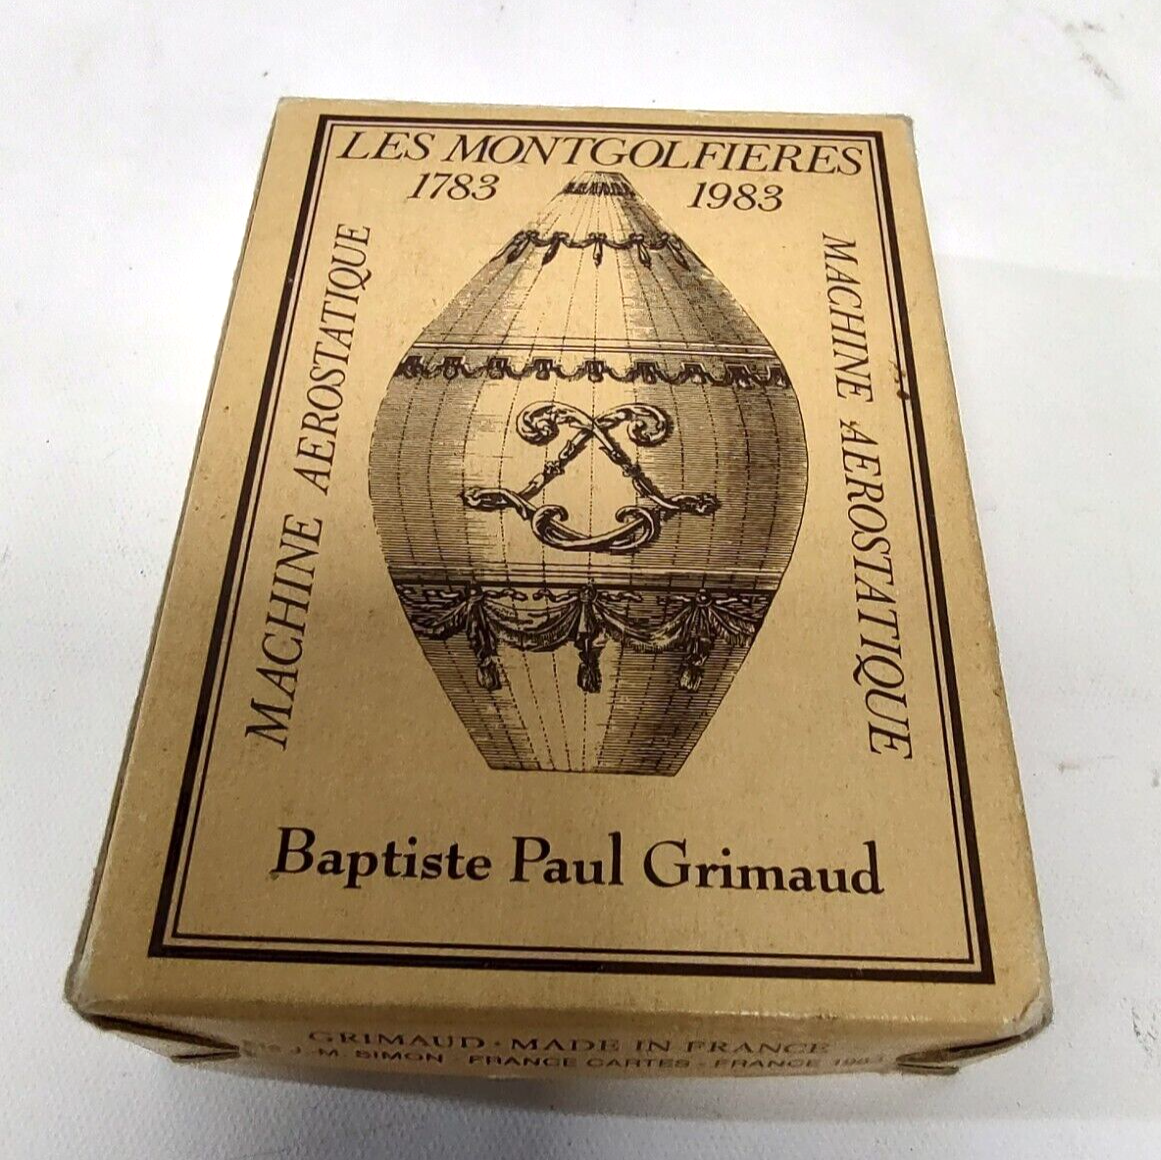 LES MONTGOLFIERES
1783 1983
MACHINE AEROSTATIQUE
MACHINE AEROSTATIQUE
Baptiste Paul Grimaud
GRIMAUD · MADE IN FRANCE
J-M. SIMON FRANCE CARTES - FRANCE